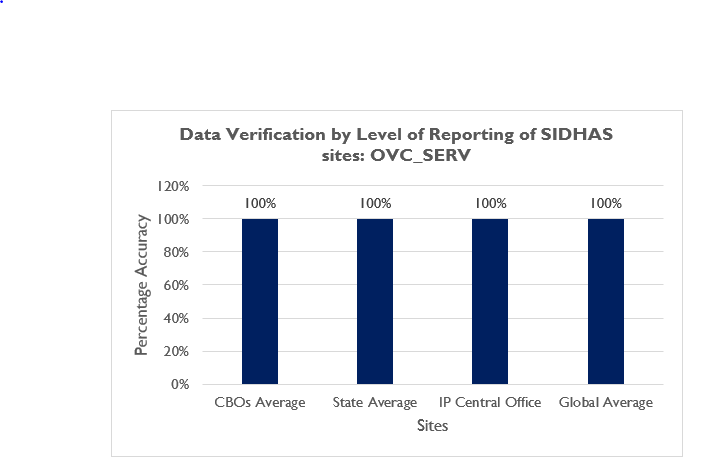 Data Verification by Level of Reporting of SIDHAS
sites: OVC_SERV
120%
100%
80%
60%
40%
20%
0%
Percentage Accuracy
100%
100%
100%
100%
CBOs Average
State Average
IP Central Office
Global Average
Sites